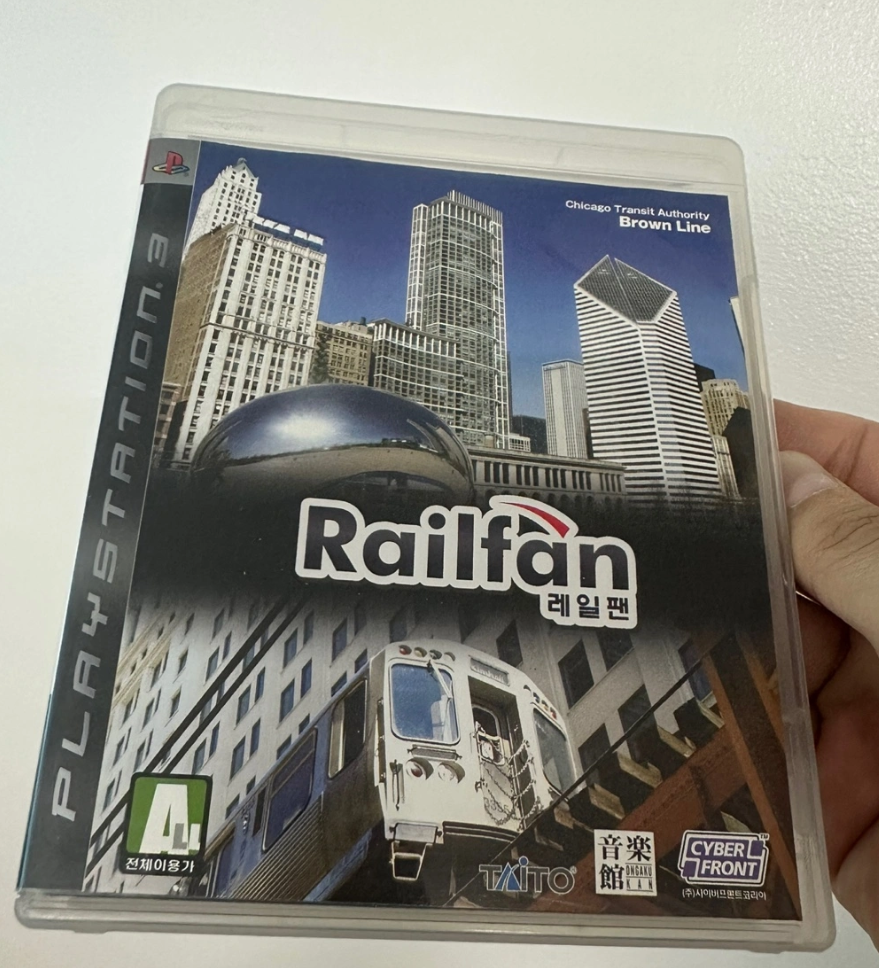 PLAYSTATION 3
Chicago Transit Authority
Brown Line
Railfan
레일팬
ALL
전체이용가
TAITO
音楽
館
ONGAKU
KAN
CYBER
FRONT
(주)사이버프론트코리아